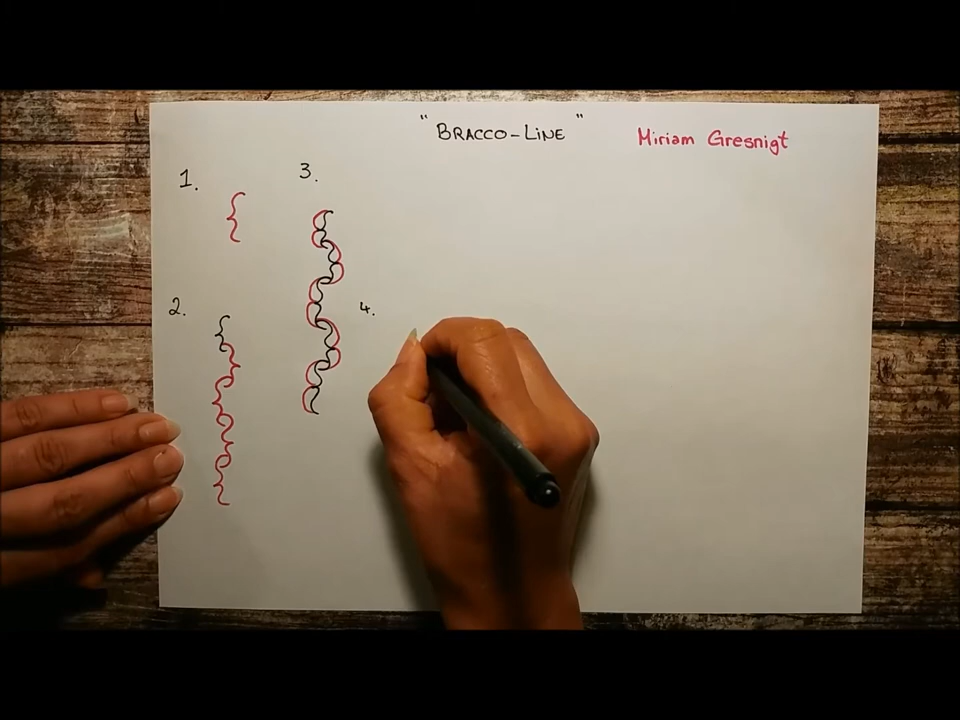 "BRACCO-LINE"
Miriam Gresnigt
1.
3.
2.
4.